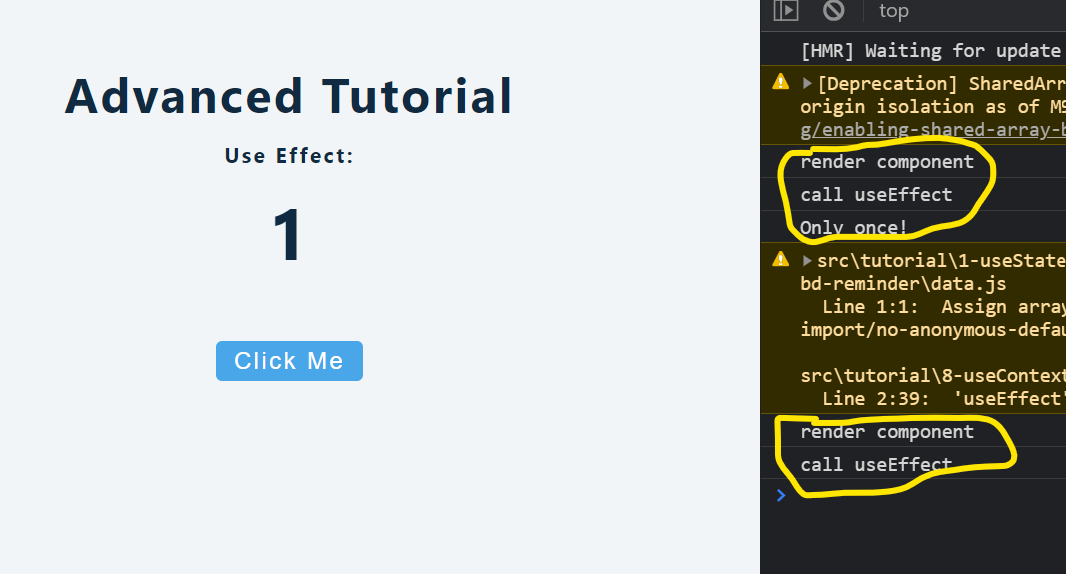 Advanced Tutorial
Use Effect:
1
Click Me
top
[HMR] Waiting for update
[Deprecation] SharedArr
origin isolation as of M9
g/enabling-shared-array-b
render component
call useEffect
Only once!
src\tutorial\1-useState
bd-reminder\data.js
Line 1:1: Assign array
import/no-anonymous-defau
src\tutorial\8-useContext
Line 2:39: 'useEffect'
render component
call useEffect